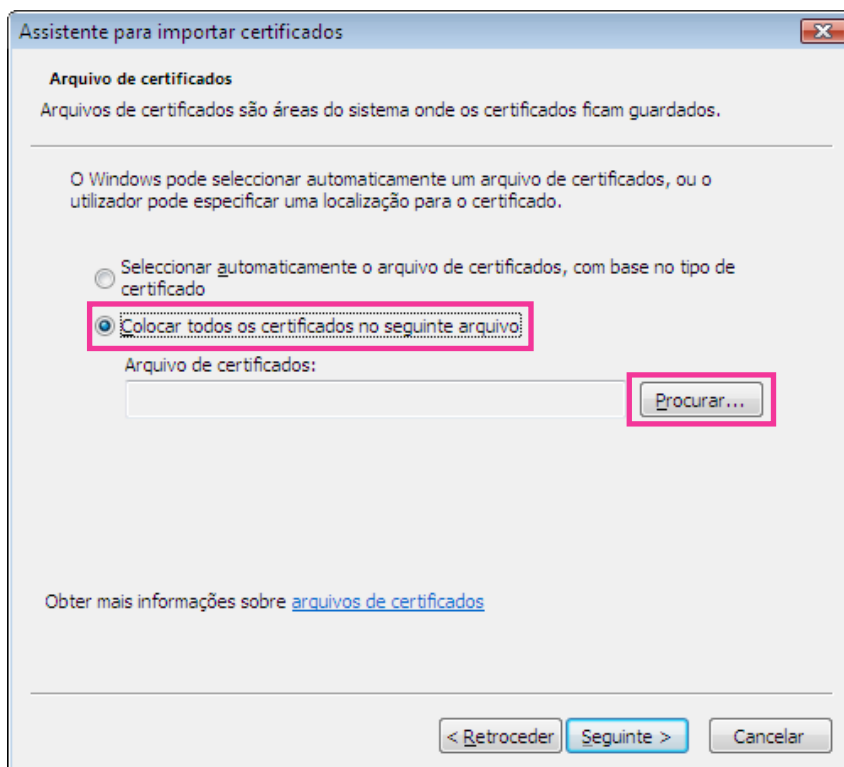 Assistente para importar certificados
Arquivo de certificados
Arquivos de certificados são áreas do sistema onde os certificados ficam guardados.
O Windows pode seleccionar automaticamente um arquivo de certificados, ou o
utilizador pode especificar uma localização para o certificado.
Seleccionar automaticamente o arquivo de certificados, com base no tipo de
certificado
Colocar todos os certificados no seguinte arquivo
Arquivo de certificados:
Procurar...
Obter mais informações sobre arquivos de certificados
< Retroceder Seguinte > Cancelar